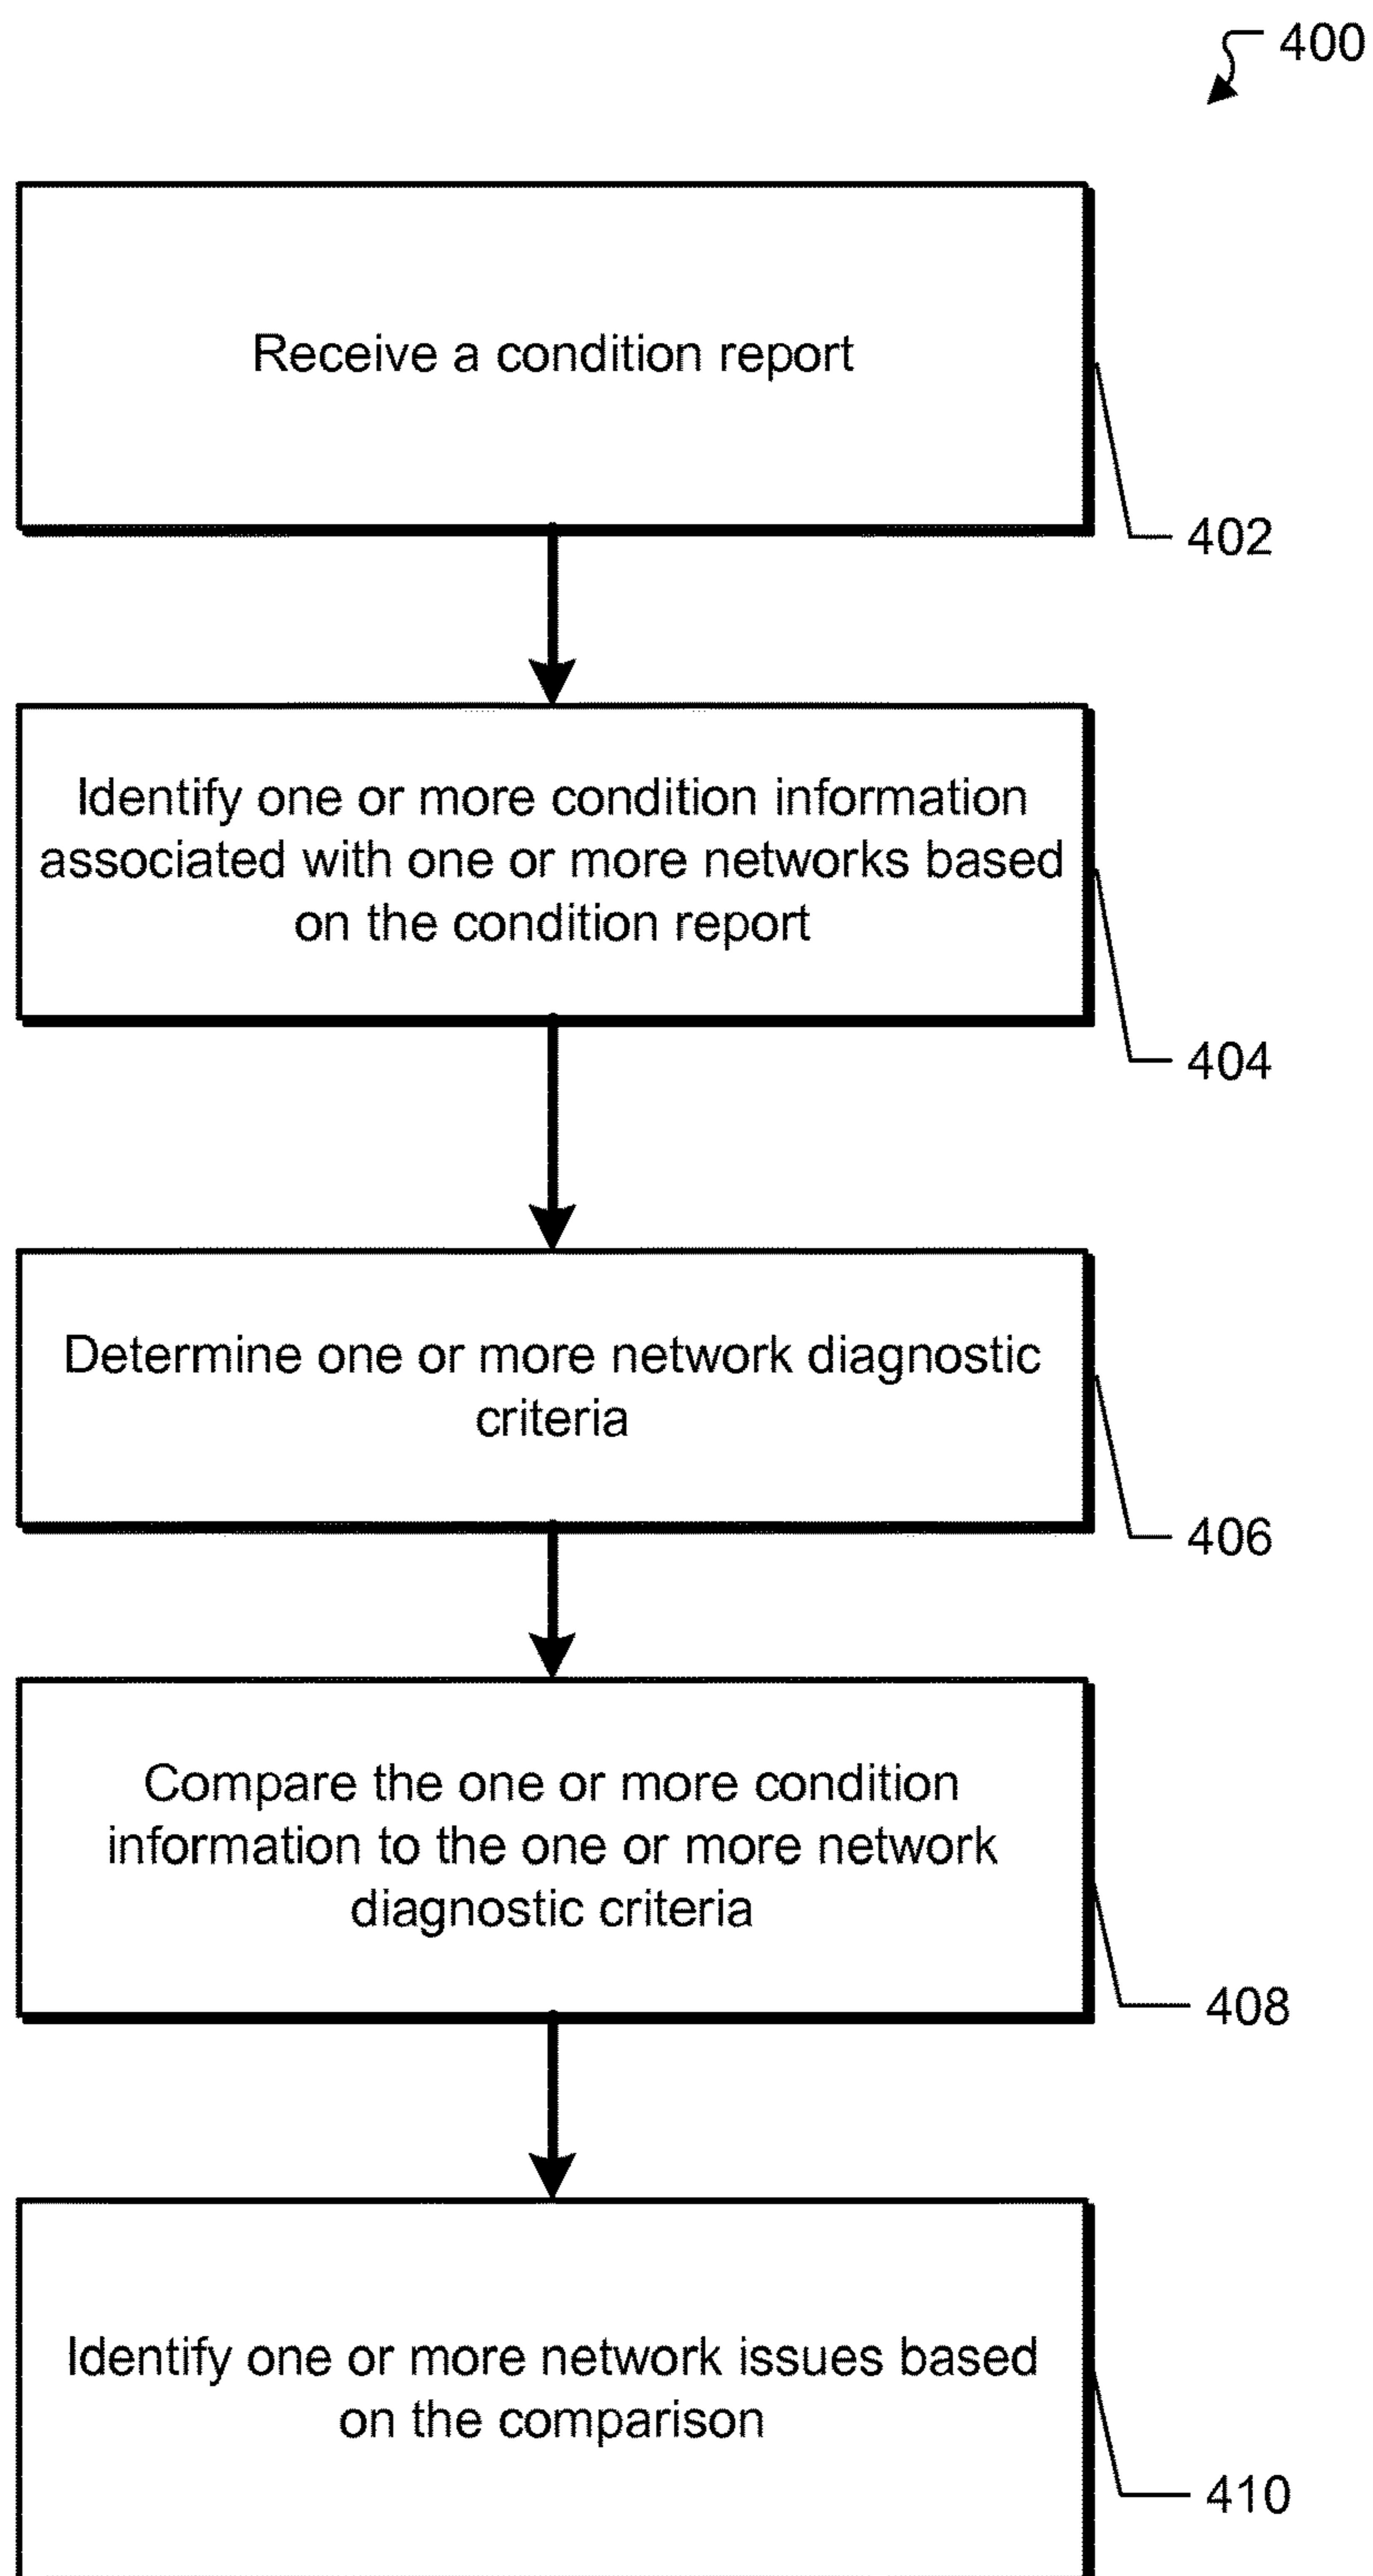 400
Receive a condition report
402
Identify one or more condition information
associated with one or more networks based
on the condition report
404
Determine one or more network diagnostic
criteria
406
Compare the one or more condition
information to the one or more network
diagnostic criteria
408
Identify one or more network issues based
on the comparison
410